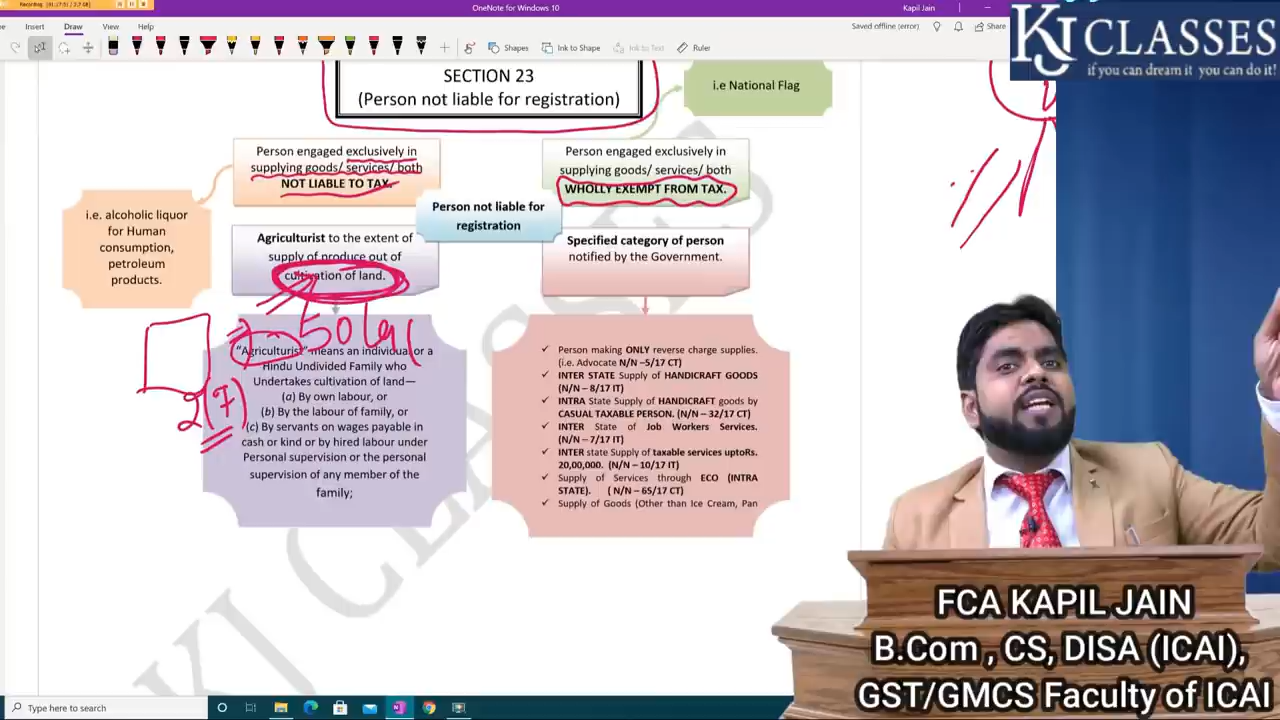 OneNote for Windows 10
Kapil Jain
Insert
Draw
View
Help
Saved offline (error)
Share
Shapes
Ink to Shape
Ink to Text
Ruler
KJ CLASSES
if you can dream it you can do it!
SECTION 23
(Person not liable for registration)
i.e National Flag
Person engaged exclusively in
supplying goods/ services/ both
NOT LIABLE TO TAX.
Person engaged exclusively in
supplying goods/ services/ both
WHOLLY EXEMPT FROM TAX.
i.e. alcoholic liquor
for Human
consumption,
petroleum
products.
Person not liable for
registration
Agriculturist to the extent of
supply of produce out of
cultivation of land.
Specified category of person
notified by the Government.
50 lac
2(7)
"Agriculturist" means an individual or a
Hindu Undivided Family who
Undertakes cultivation of land—
(a) By own labour, or
(b) By the labour of family, or
(c) By servants on wages payable in
cash or kind or by hired labour under
Personal supervision or the personal
supervision of any member of the
family;
✓ Person making ONLY reverse charge supplies.
(i.e. Advocate N/N –5/17 CT)
✓ INTER STATE Supply of HANDICRAFT GOODS
(N/N – 8/17 IT)
✓ INTRA State Supply of HANDICRAFT goods by
CASUAL TAXABLE PERSON. (N/N – 32/17 CT)
✓ INTER State of Job Workers Services.
(N/N – 7/17 IT)
✓ INTER state Supply of taxable services uptoRs.
20,00,000. (N/N – 10/17 IT)
✓ Supply of Services through ECO (INTRA
STATE). ( N/N – 65/17 CT)
✓ Supply of Goods (Other than Ice Cream, Pan
KJ CLASSES
FCA KAPIL JAIN
B.Com , CS, DISA (ICAI),
GST/GMCS Faculty of ICAI
Type here to search